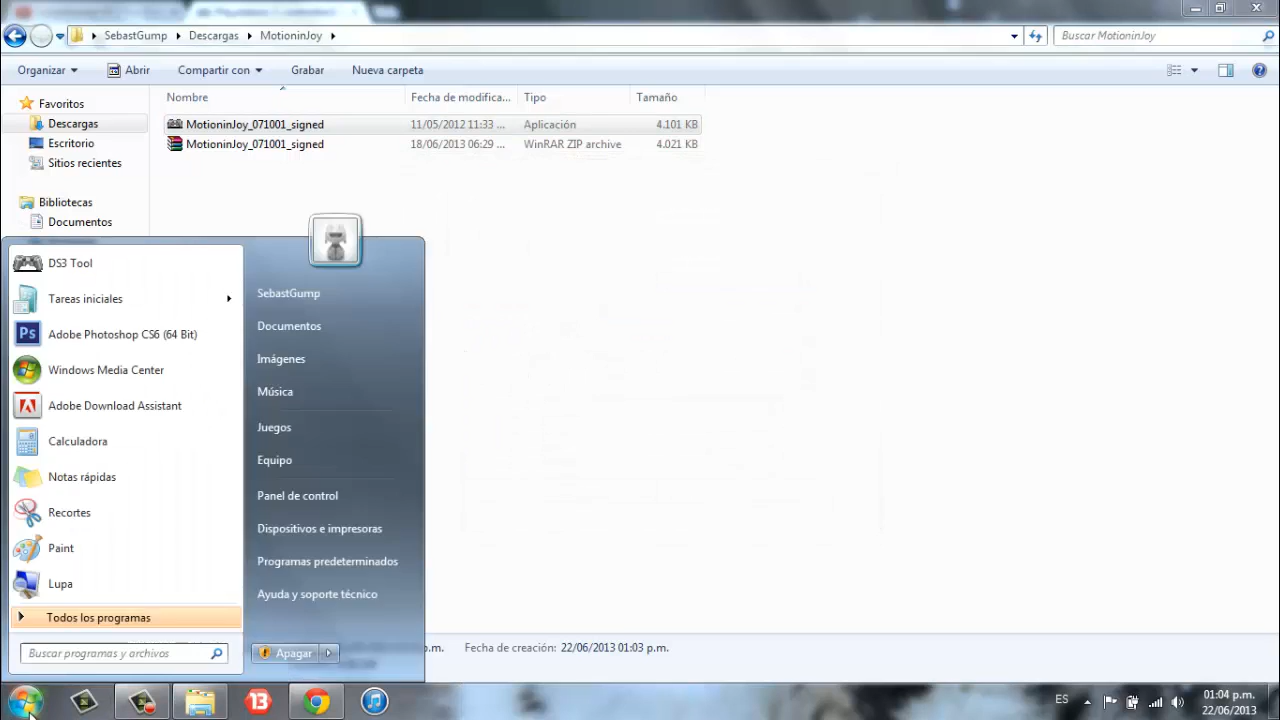 SebastGump
Descargas
MotioninJoy
Buscar MotioninJoy
Organizar
Abrir
Compartir con
Grabar
Nueva carpeta
Favoritos
Descargas
Escritorio
Sitios recientes
Bibliotecas
Documentos
Nombre
Fecha de modifica...
Tipo
Tamaño
MotioninJoy_071001_signed
11/05/2012 11:33 ...
Aplicación
4.101 KB
MotioninJoy_071001_signed
18/06/2013 06:29 ...
WinRAR ZIP archive
4.021 KB
DS3 Tool
Tareas iniciales
Adobe Photoshop CS6 (64 Bit)
Windows Media Center
Adobe Download Assistant
Calculadora
Notas rápidas
Recortes
Paint
Lupa
Todos los programas
Buscar programas y archivos
SebastGump
Documentos
Imágenes
Música
Juegos
Equipo
Panel de control
Dispositivos e impresoras
Programas predeterminados
Ayuda y soporte técnico
Apagar
.m.
Fecha de creación: 22/06/2013 01:03 p.m.
13
ES
01:04 p.m.
22/06/2013